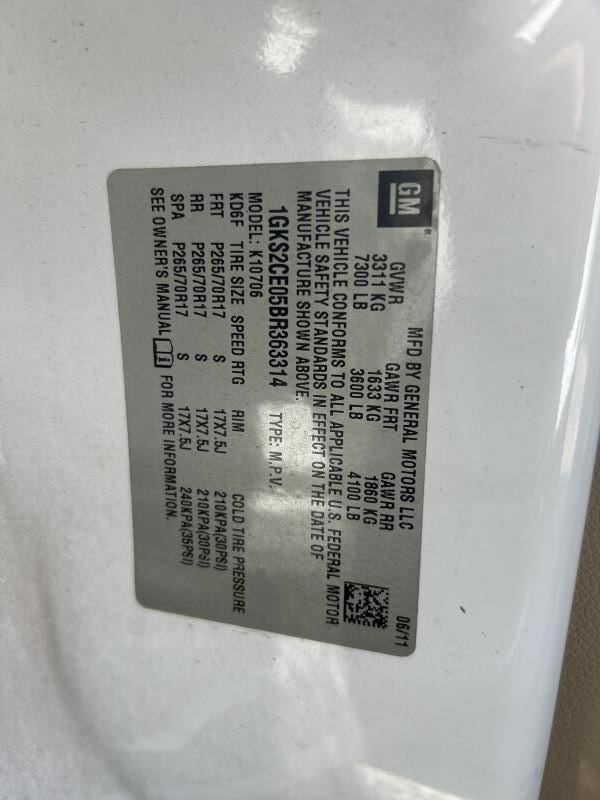 GM®
MFD BY GENERAL MOTORS LLC 06/11
GVWR GAWR FRT GAWR RR
3311 KG 1633 KG 1860 KG
7300 LB 3600 LB 4100 LB
THIS VEHICLE CONFORMS TO ALL APPLICABLE U.S. FEDERAL MOTOR
VEHICLE SAFETY STANDARDS IN EFFECT ON THE DATE OF
MANUFACTURE SHOWN ABOVE.
1GKS2CE05BR363314 TYPE: M.P.V.
MODEL: K10706
KD6F TIRE SIZE SPEED RTG RIM COLD TIRE PRESSURE
FRT P265/70R17 S 17X7.5J 210KPA(30PSI)
RR P265/70R17 S 17X7.5J 210KPA(30PSI)
SPA P265/70R17 S 17X7.5J 240KPA(35PSI)
SEE OWNER'S MANUAL FOR MORE INFORMATION.